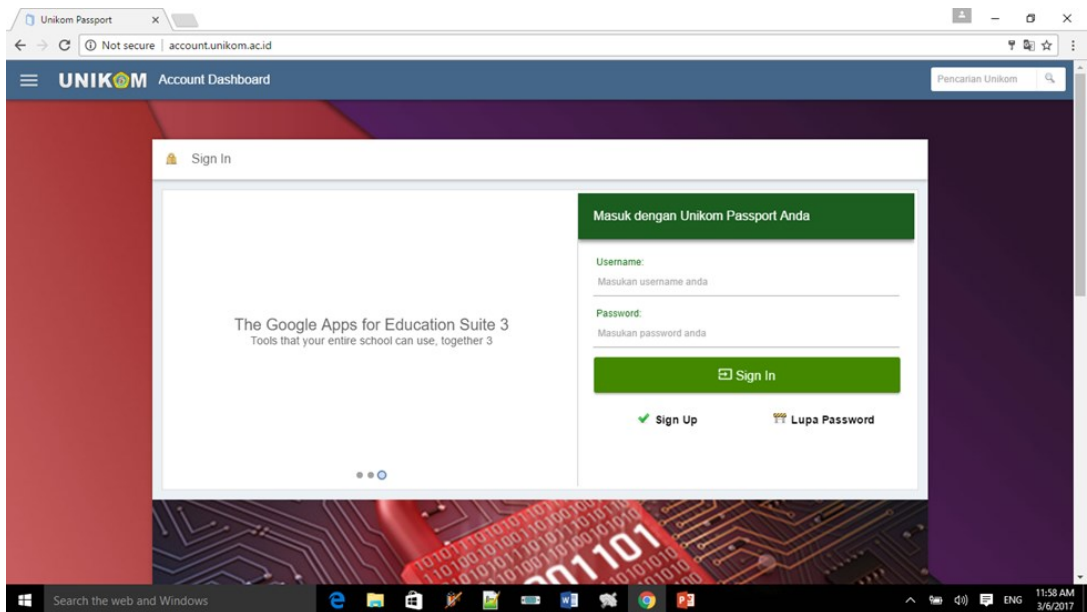 Unikom Passport
Not secure | account.unikom.ac.id
UNIKOM Account Dashboard
Pencarian Unikom
Sign In
Masuk dengan Unikom Passport Anda
Username:
Masukan username anda
Password:
Masukan password anda
The Google Apps for Education Suite 3
Tools that your entire school can use, together 3
Sign In
Sign Up
Lupa Password
Search the web and Windows
ENG
11:58 AM
3/6/2017